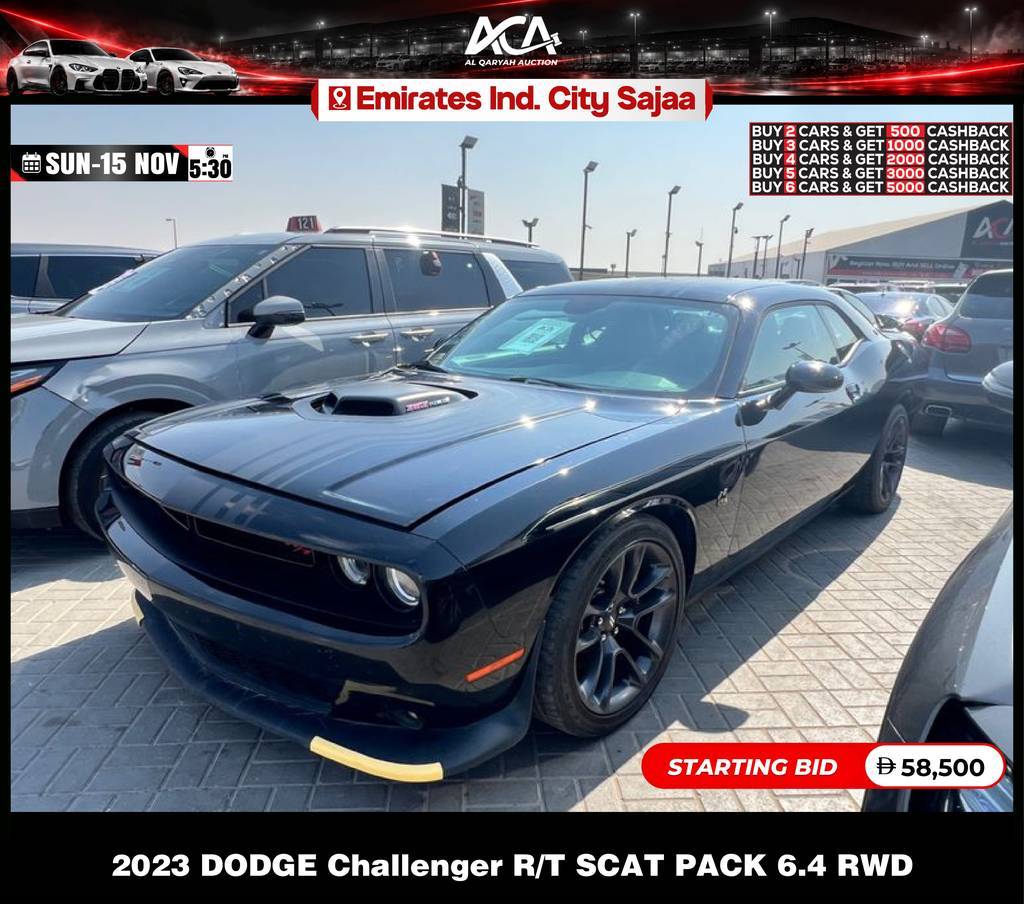 ACA
AL QARYAH AUCTION
Emirates Ind. City Sajaa
SUN-15 NOV 5:30 PM
BUY 2 CARS & GET 500 CASHBACK
BUY 3 CARS & GET 1000 CASHBACK
BUY 4 CARS & GET 2000 CASHBACK
BUY 5 CARS & GET 3000 CASHBACK
BUY 6 CARS & GET 5000 CASHBACK
121
ACA
R/T
STARTING BID
58,500
2023 DODGE Challenger R/T SCAT PACK 6.4 RWD